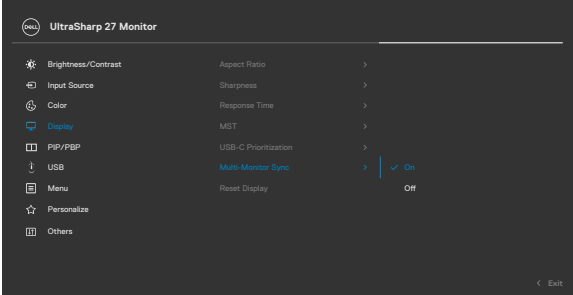 DELL UltraSharp 27 Monitor
Brightness/Contrast Aspect Ratio
Input Source Sharpness
Color Response Time
Display MST
PIP/PBP USB-C Prioritization
USB Multi-Monitor Sync On
Menu Reset Display Off
Personalize
Others
Exit